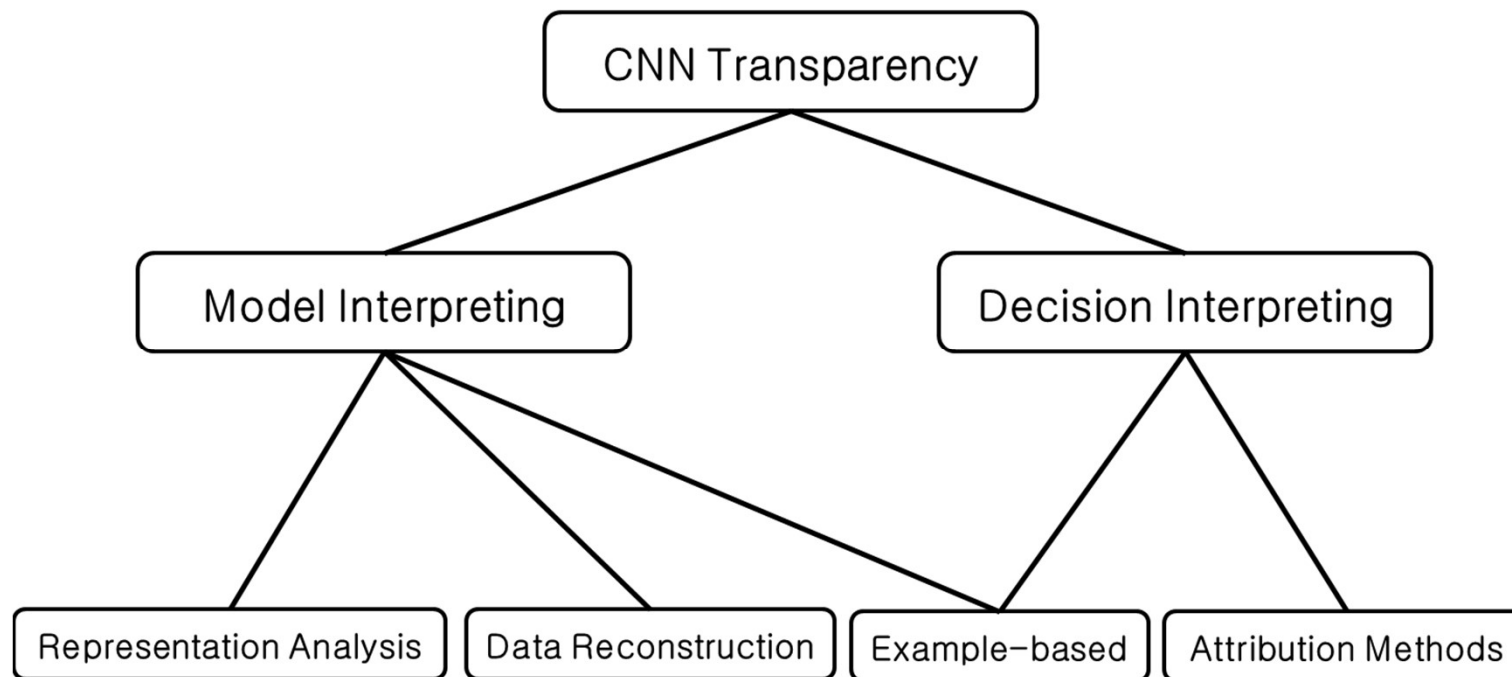 CNN Transparency
Model Interpreting
Decision Interpreting
Representation Analysis
Data Reconstruction
Example-based
Attribution Methods